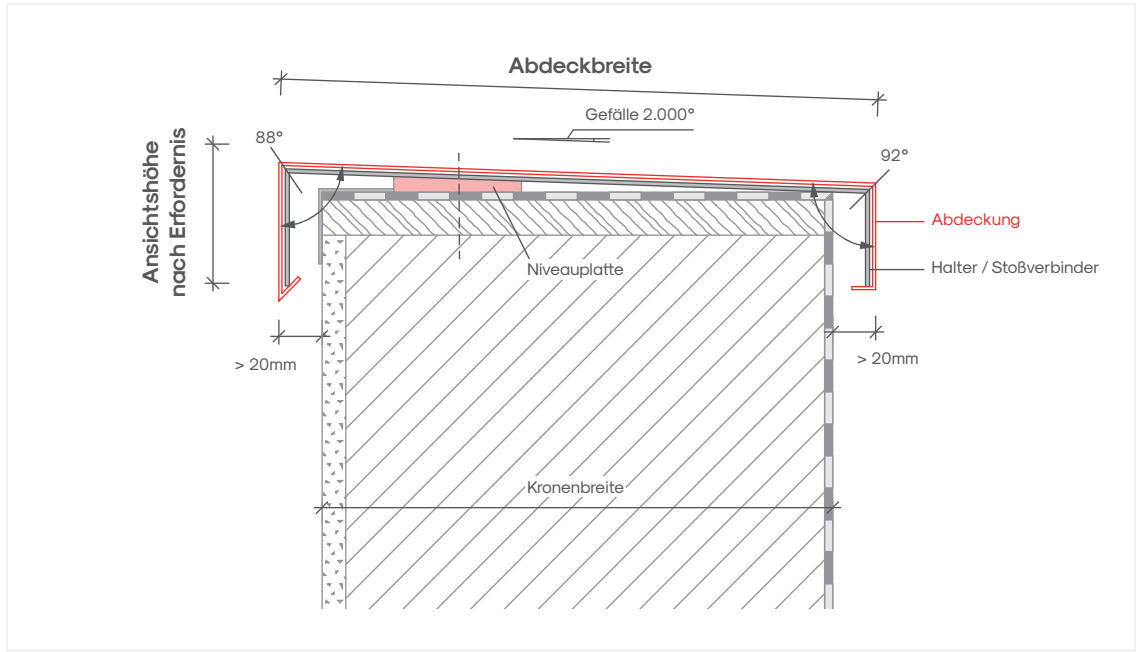 Abdeckbreite
Gefälle 2.000°
Ansichtshöhe
nach Erfordernis
88°
92°
Abdeckung
Niveauplatte
Halter / Stoßverbinder
> 20mm
> 20mm
Kronenbreite